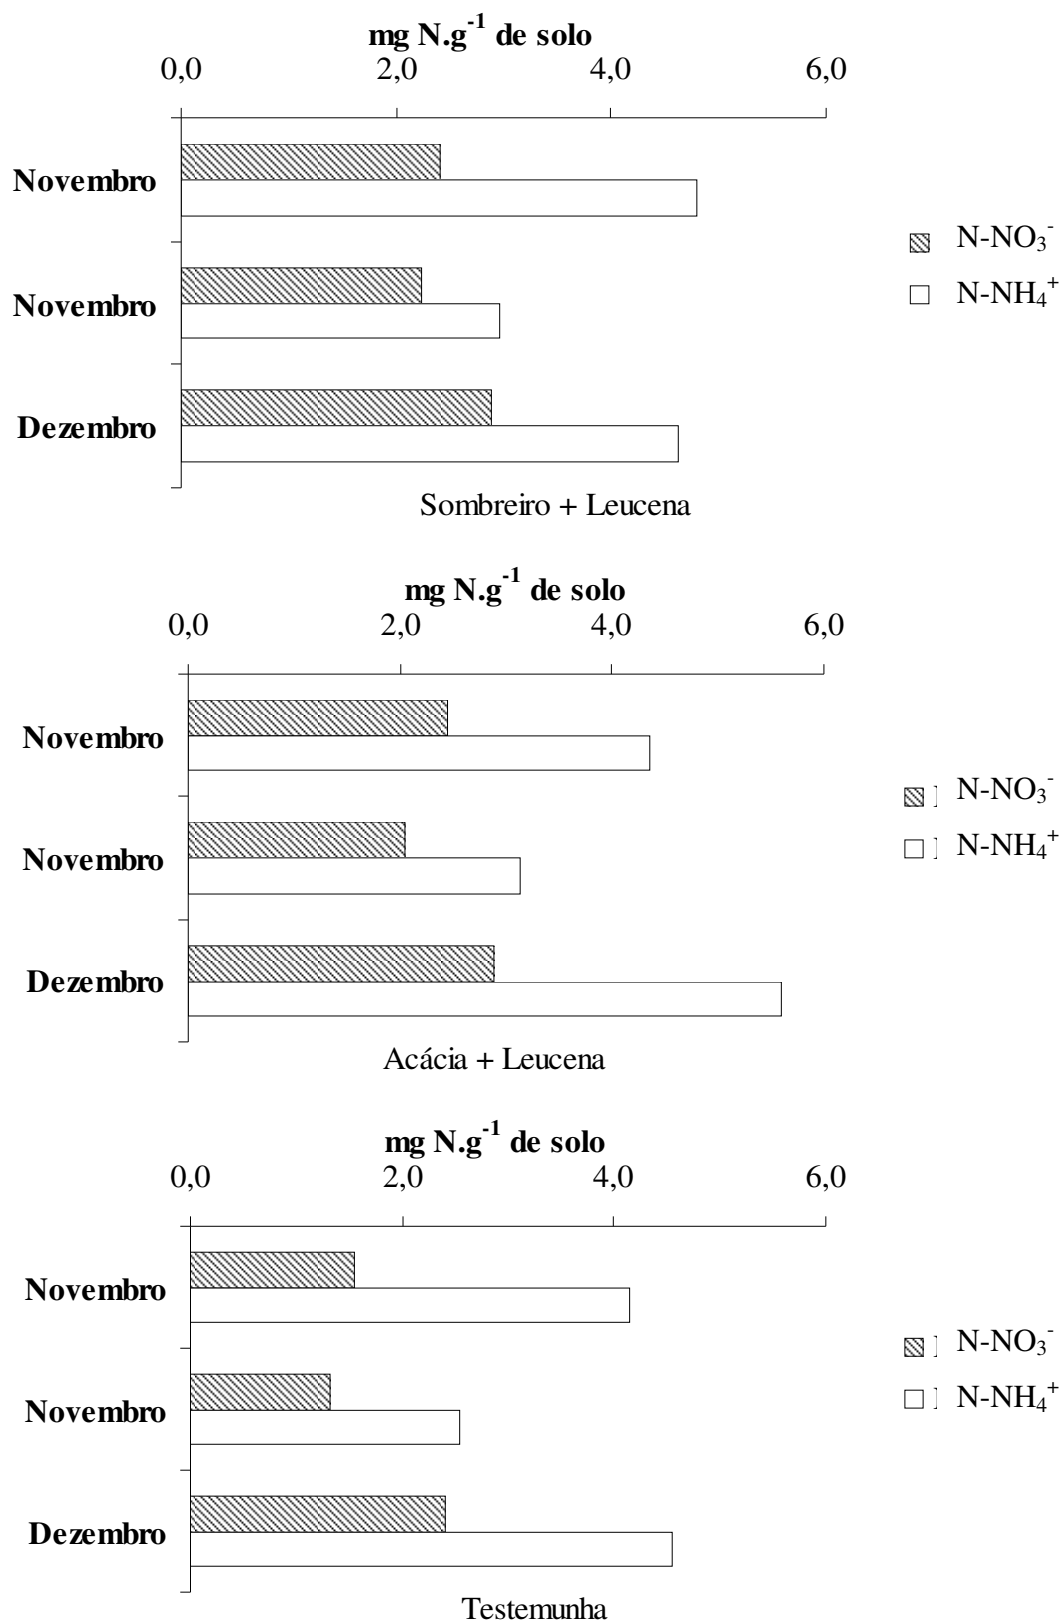 mg N.g⁻¹ de solo
0,0 2,0 4,0 6,0
Novembro
Novembro
Dezembro
N-NO₃⁻
N-NH₄⁺
Sombreiro + Leucena
mg N.g⁻¹ de solo
0,0 2,0 4,0 6,0
Novembro
Novembro
Dezembro
N-NO₃⁻
N-NH₄⁺
Acácia + Leucena
mg N.g⁻¹ de solo
0,0 2,0 4,0 6,0
Novembro
Novembro
Dezembro
N-NO₃⁻
N-NH₄⁺
Testemunha